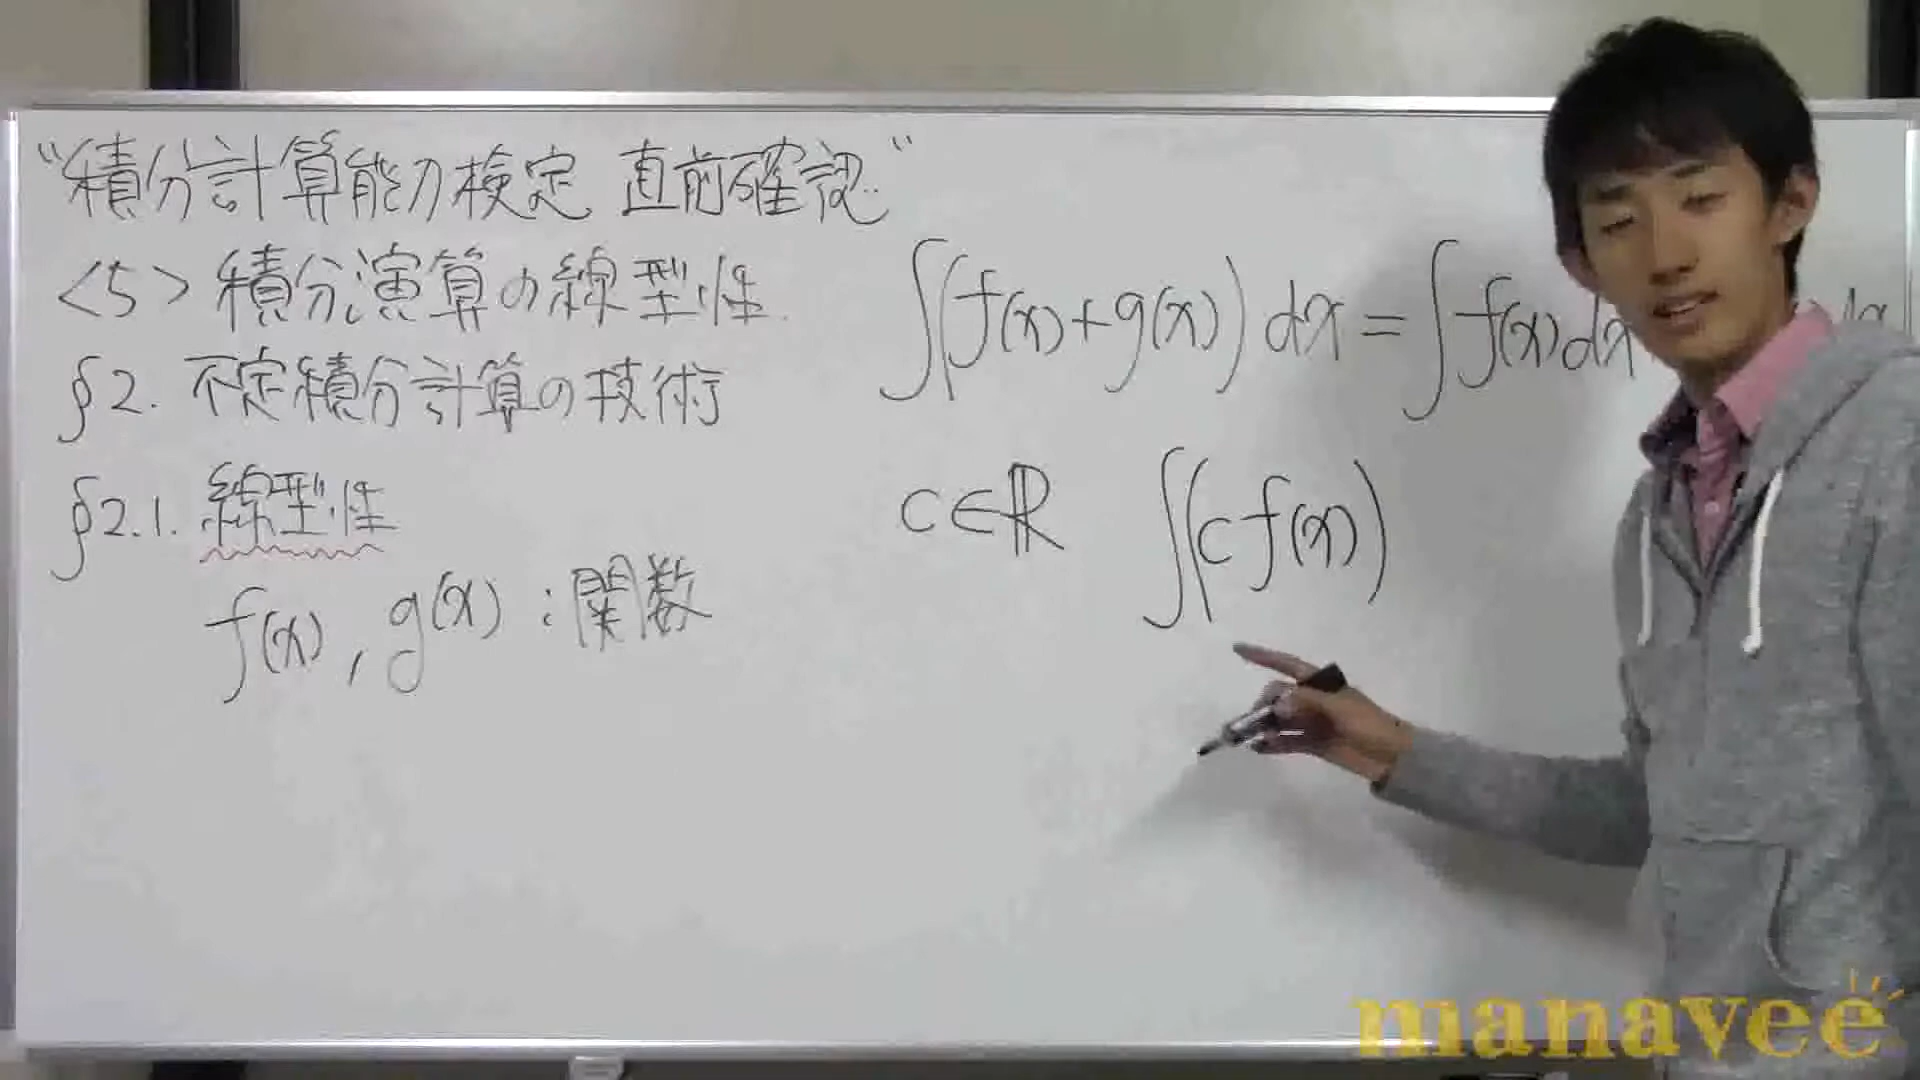 "積分計算能力検定 直前確認"
<5> 積分演算の線型性
§2. 不定積分計算の技術
§2.1. 線型性
f(x), g(x) : 関数
∫(f(x)+g(x)) dx = ∫f(x)dx dx
c∈ℝ ∫(cf(x))
manavee